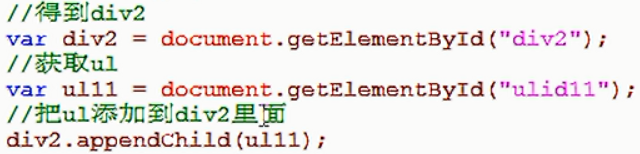 //得到div2
var div2 = document.getElementById("div2");
//获取ul
var ul11 = document.getElementById("ulid11");
//把ul添加到div2里面
div2.appendChild(ul11);